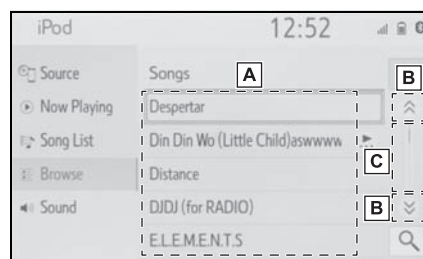 iPod 12:52
Source
Now Playing
Song List
Browse
Sound
Songs
Despertar
Din Din Wo (Little Child)aswwww
Distance
DJDJ (for RADIO)
E.L.E.M.E.N.T.S
A
B
C
B